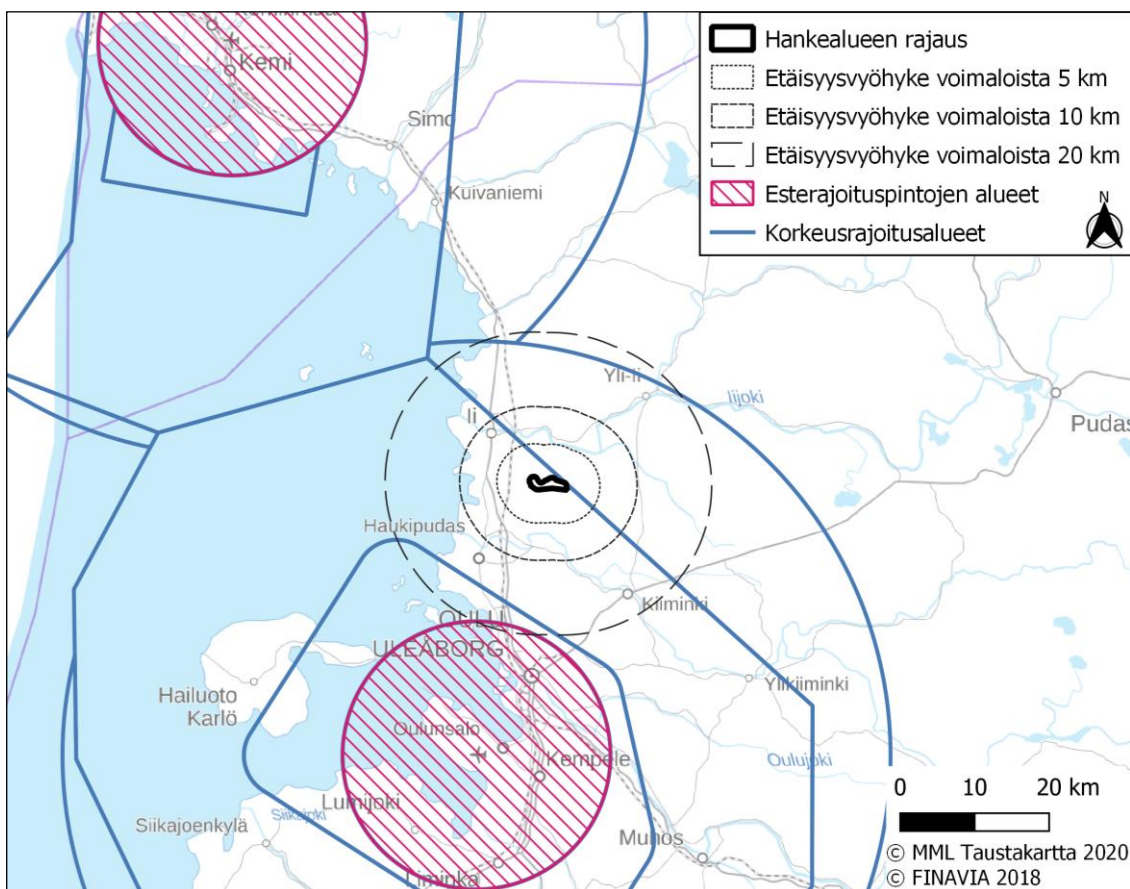 Kemi
Simo
Kuivaniemi
Yli-Ii
Iijoki
Ii
Pudas
Haukipudas
Kiiminki
OULU
ULEÅBORG
Hailuoto
Karlö
Ylikiiminki
Oulunsalo
Oulujoki
Kempele
Lumijoki
Siikajoki
Siikajoenkylä
Muhos
Liminka
Hankealueen rajaus
Etäisyysvyöhyke voimaloista 5 km
Etäisyysvyöhyke voimaloista 10 km
Etäisyysvyöhyke voimaloista 20 km
Esterajoituspintojen alueet
Korkeusrajoitusalueet
N
0 10 20 km
© MML Taustakartta 2020
© FINAVIA 2018